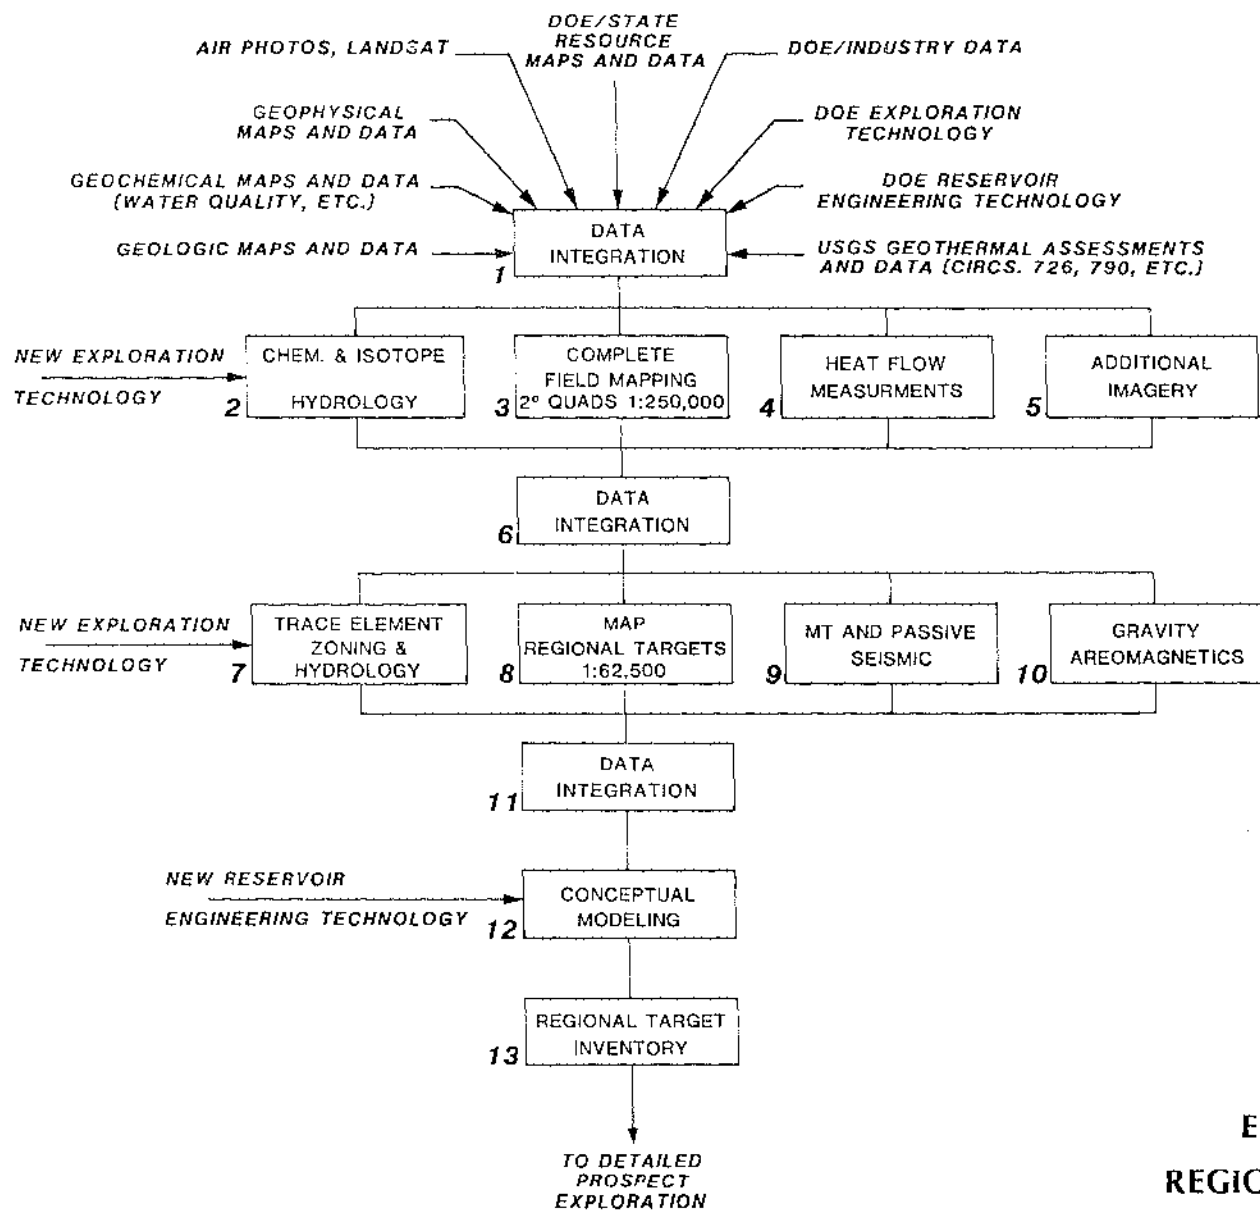 DOE/STATE
RESOURCE
MAPS AND DATA
AIR PHOTOS, LANDSAT
DOE/INDUSTRY DATA
GEOPHYSICAL
MAPS AND DATA
DOE EXPLORATION
TECHNOLOGY
GEOCHEMICAL MAPS AND DATA
(WATER QUALITY, ETC.)
DOE RESERVOIR
ENGINEERING TECHNOLOGY
GEOLOGIC MAPS AND DATA
USGS GEOTHERMAL ASSESSMENTS
AND DATA (CIRCS. 726, 790, ETC.)
DATA
INTEGRATION
1
NEW EXPLORATION
TECHNOLOGY
CHEM. & ISOTOPE
HYDROLOGY
2
COMPLETE
FIELD MAPPING
2° QUADS 1:250,000
3
HEAT FLOW
MEASURMENTS
4
ADDITIONAL
IMAGERY
5
DATA
INTEGRATION
6
NEW EXPLORATION
TECHNOLOGY
TRACE ELEMENT
ZONING &
HYDROLOGY
7
MAP
REGIONAL TARGETS
1:62,500
8
MT AND PASSIVE
SEISMIC
9
GRAVITY
AREOMAGNETICS
10
DATA
INTEGRATION
11
NEW RESERVOIR
ENGINEERING TECHNOLOGY
CONCEPTUAL
MODELING
12
REGIONAL TARGET
INVENTORY
13
TO DETAILED
PROSPECT
EXPLORATION
E
REGIO